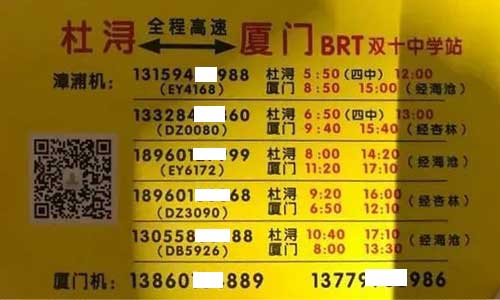 杜浔 全程高速 厦门 BRT 双十中学站
漳浦机: 131594 988 杜浔 5:50 (四中) 12:00
(EY4168) 厦门 8:50 15:00 (经海沧)
133284 60 杜浔 6:50 (四中) 13:00
(DZ0080) 厦门 9:40 15:40 (经杏林)
189601 99 杜浔 8:00 14:20
(EY6172) 厦门 11:20 17:10 (经海沧)
189601 68 杜浔 9:20 16:00
(DZ3090) 厦门 6:50 12:10 (经杏林)
130558 88 杜浔 10:40 17:10
(DB5926) 厦门 8:00 13:30 (经海沧)
厦门机: 13860 889 13779 986